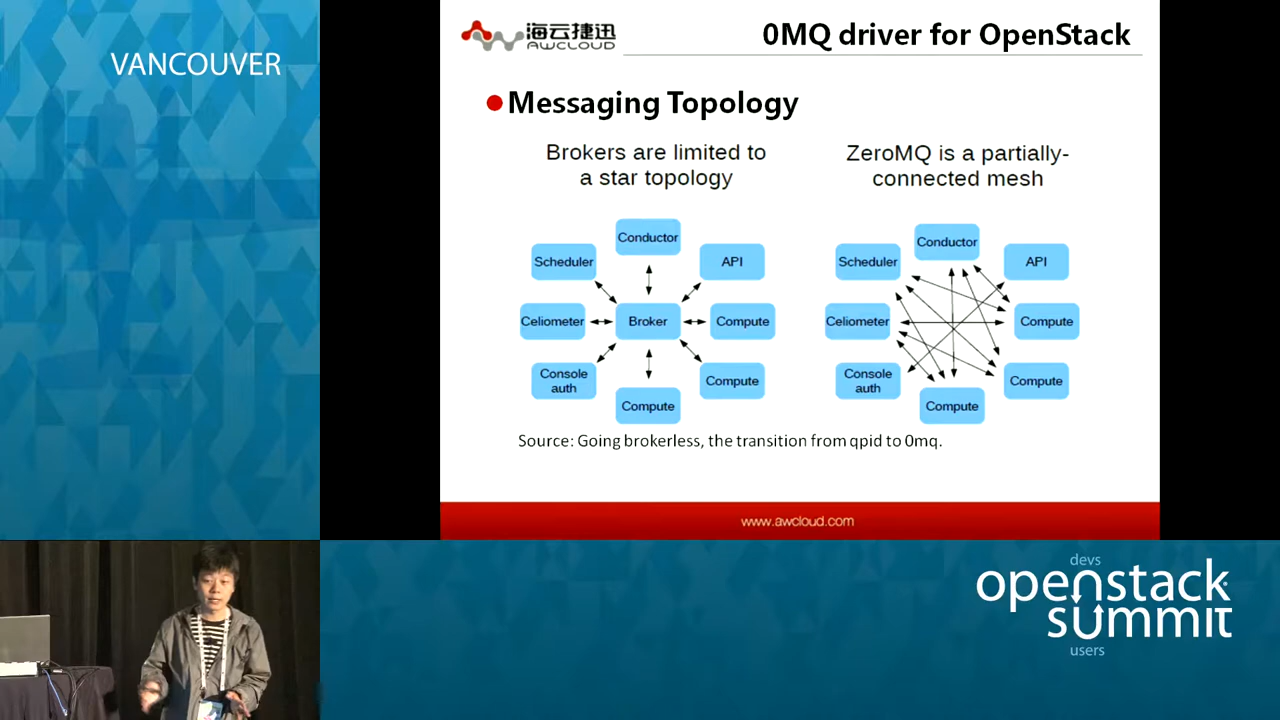 VANCOUVER
海云捷迅
AWCLOUD
0MQ driver for OpenStack
Messaging Topology
Brokers are limited to
a star topology
Conductor
Scheduler
API
Celiometer
Broker
Compute
Console
auth
Compute
Compute
ZeroMQ is a partially-
connected mesh
Conductor
Scheduler
API
Celiometer
Compute
Console
auth
Compute
Compute
Source: Going brokerless, the transition from qpid to 0mq.
www.awcloud.com
devs
openstack
summit
users